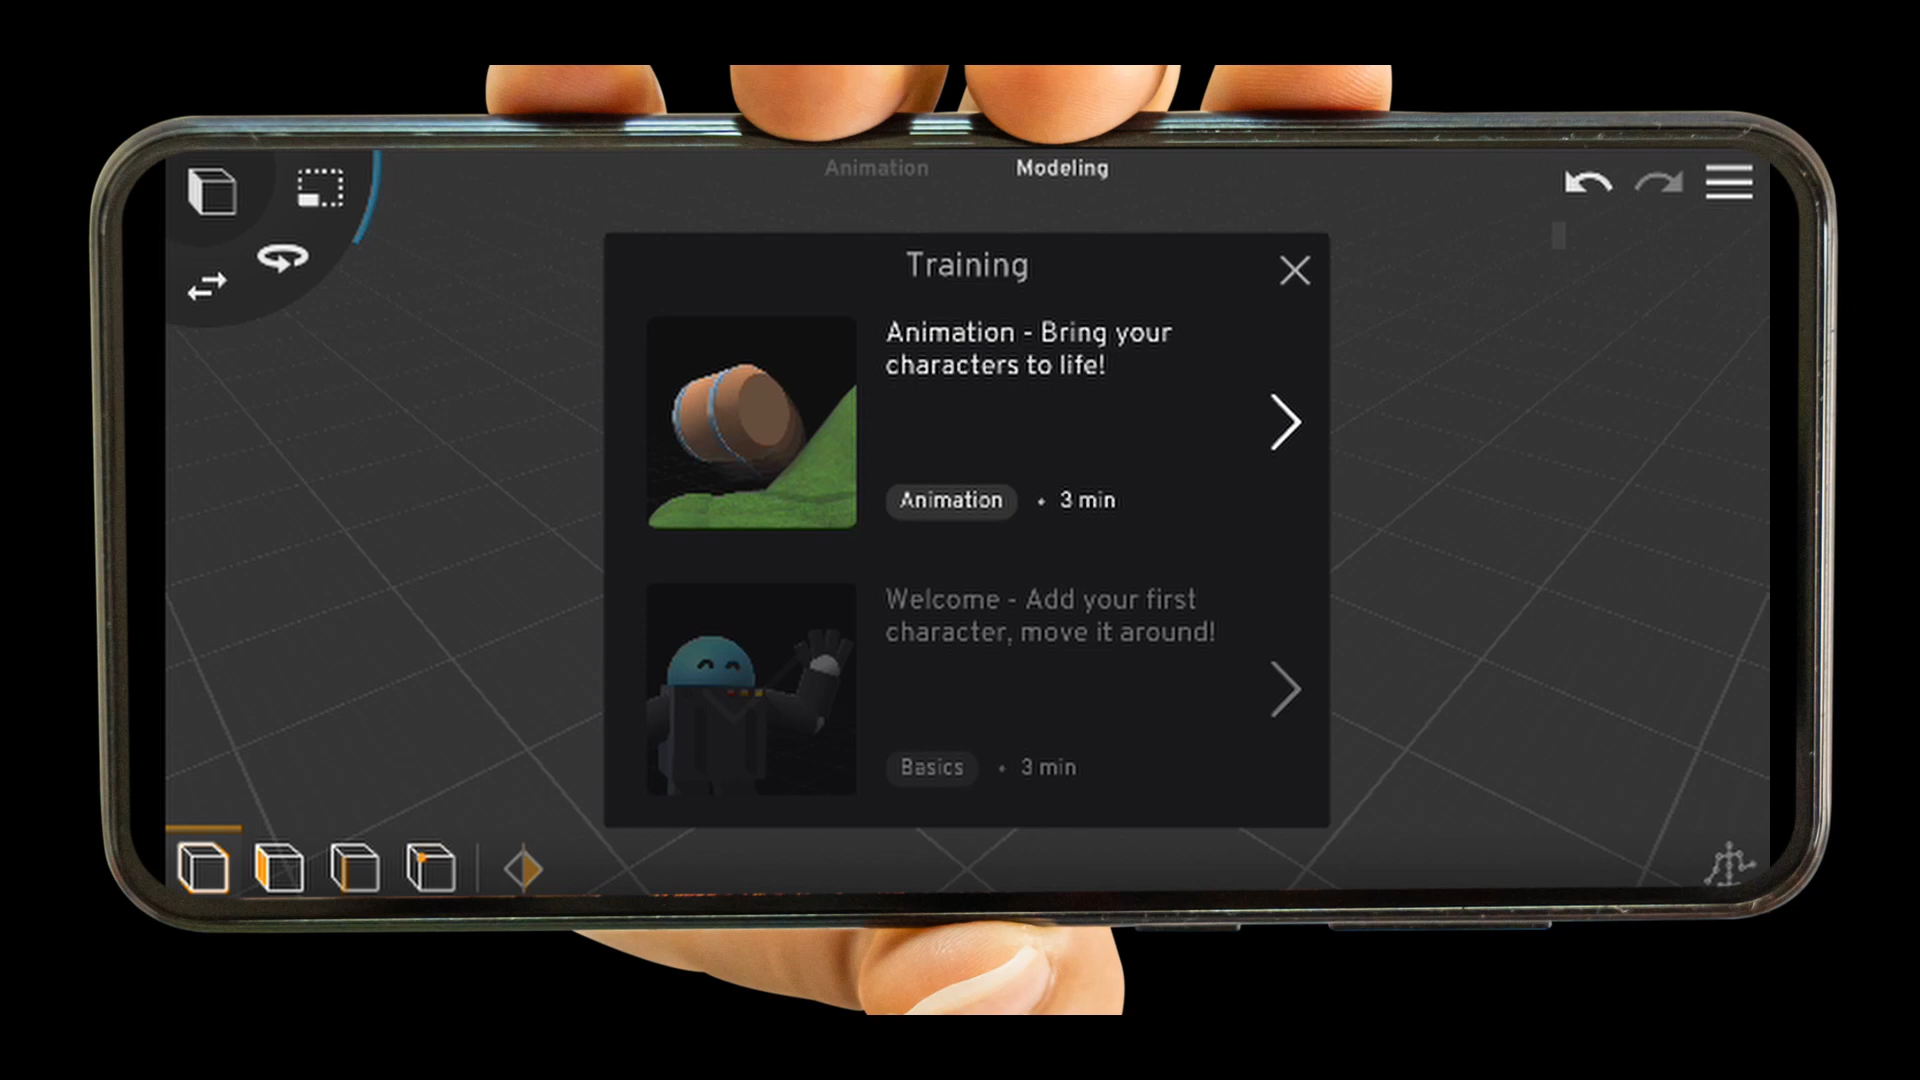 Animation Modeling
Training
Animation - Bring your
characters to life!
Animation • 3 min
Welcome - Add your first
character, move it around!
Basics • 3 min